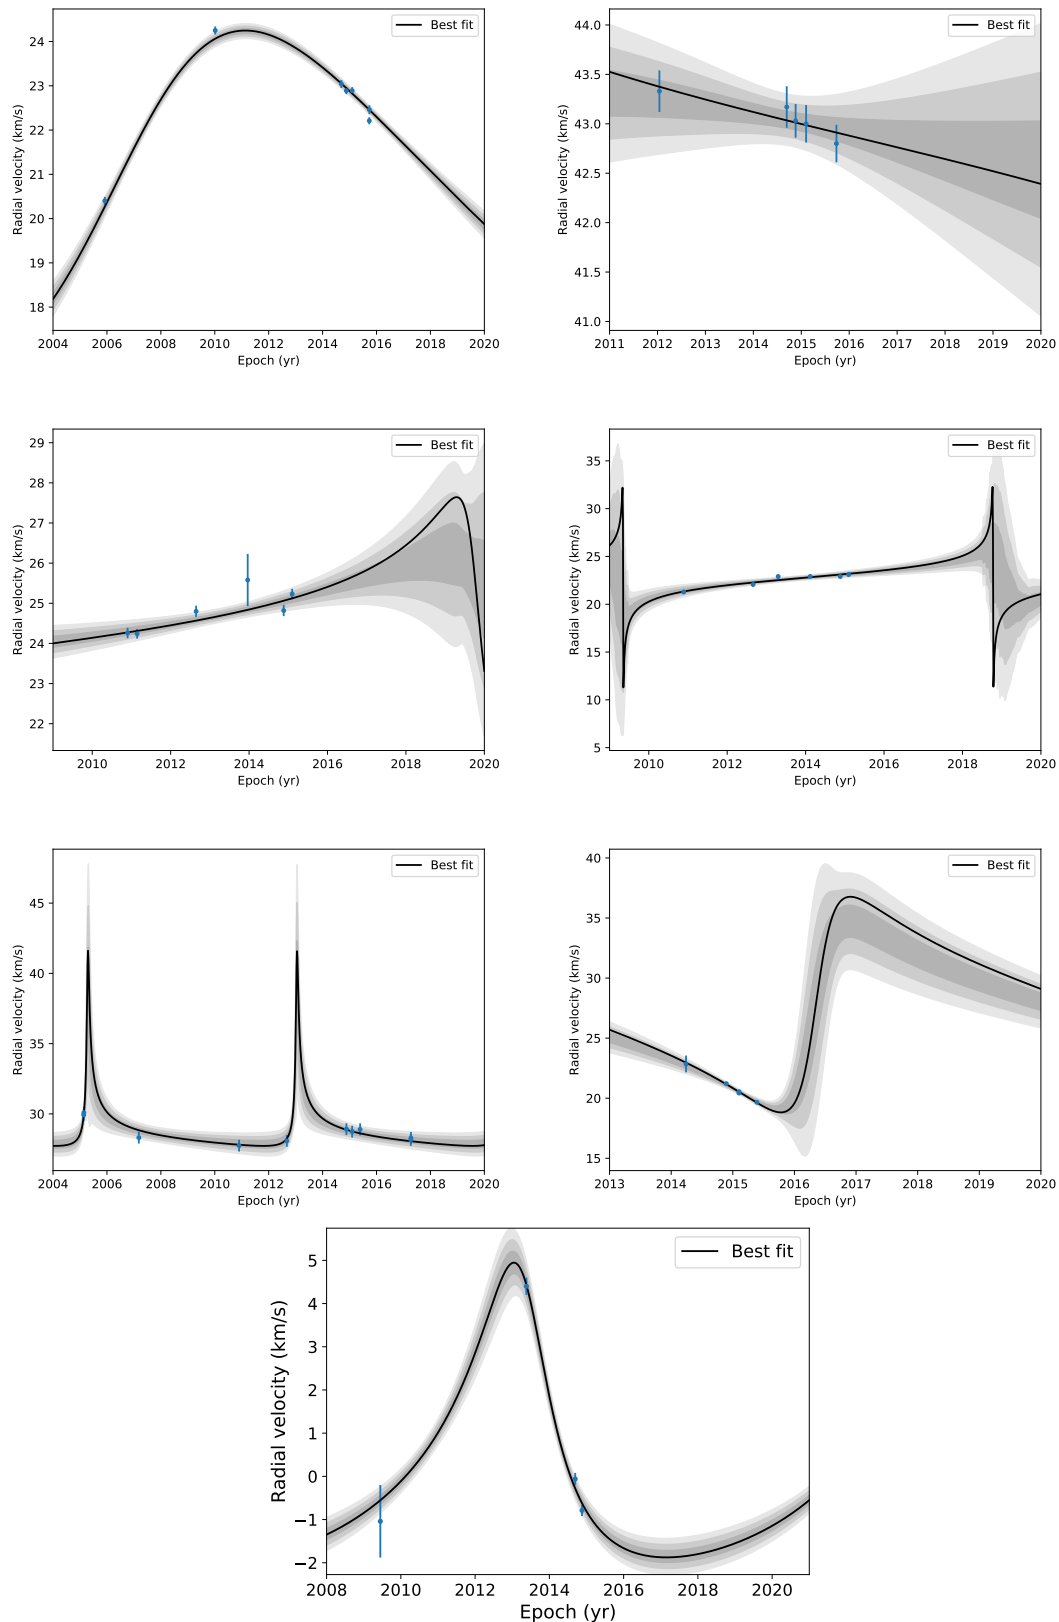 Best fit
Radial velocity (km/s)
24
23
22
21
20
19
18
2004 2006 2008 2010 2012 2014 2016 2018 2020
Epoch (yr)
Best fit
Radial velocity (km/s)
44.0
43.5
43.0
42.5
42.0
41.5
41.0
2011 2012 2013 2014 2015 2016 2017 2018 2019 2020
Epoch (yr)
Best fit
Radial velocity (km/s)
29
28
27
26
25
24
23
22
2010 2012 2014 2016 2018 2020
Epoch (yr)
Best fit
Radial velocity (km/s)
35
30
25
20
15
10
5
2010 2012 2014 2016 2018 2020
Epoch (yr)
Best fit
Radial velocity (km/s)
45
40
35
30
2004 2006 2008 2010 2012 2014 2016 2018 2020
Epoch (yr)
Best fit
Radial velocity (km/s)
40
35
30
25
20
15
2013 2014 2015 2016 2017 2018 2019 2020
Epoch (yr)
Best fit
Radial velocity (km/s)
5
4
3
2
1
0
−1
−2
2008 2010 2012 2014 2016 2018 2020
Epoch (yr)